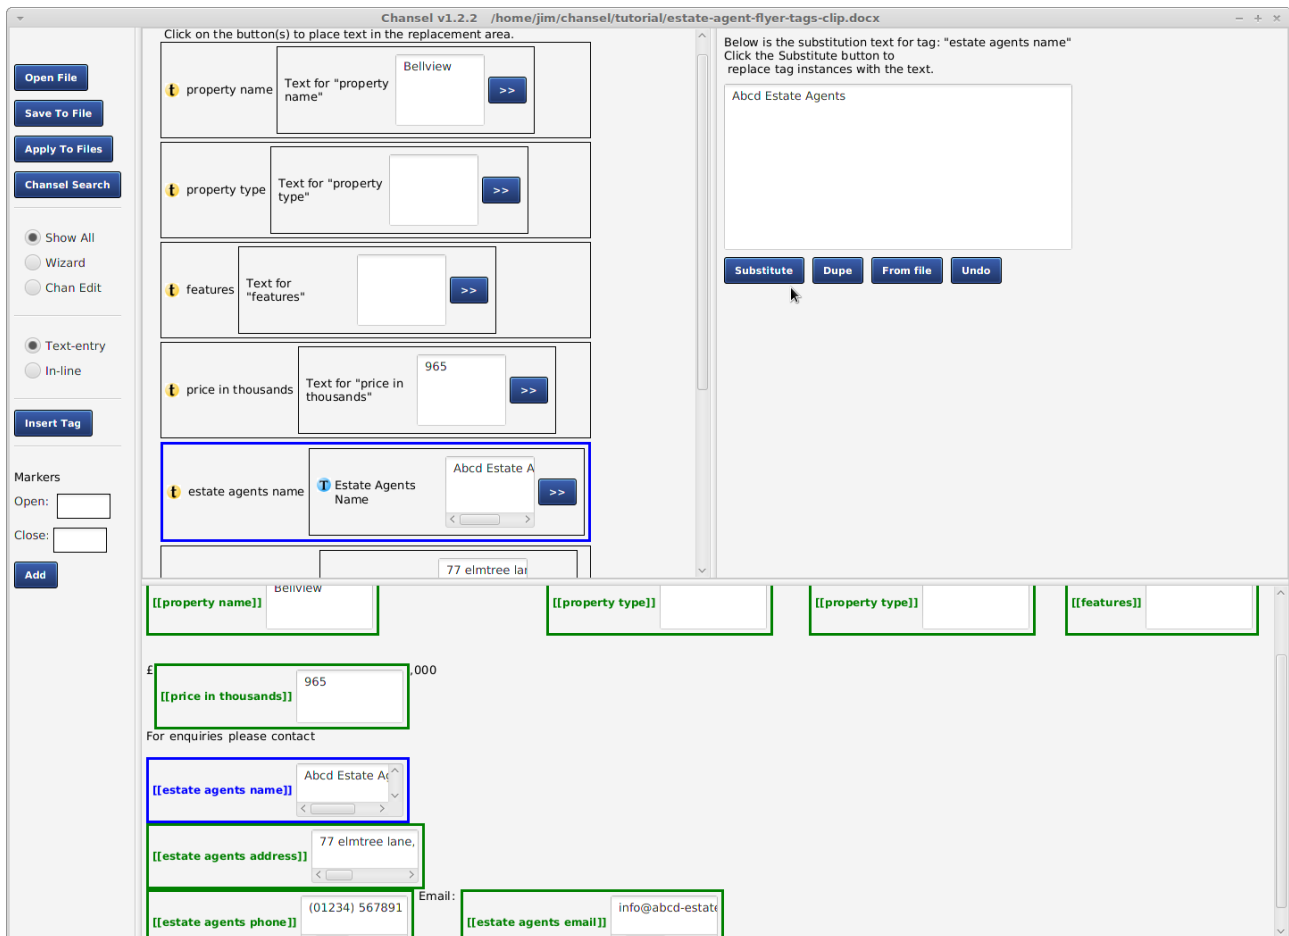 Chansel v1.2.2 /home/jim/chansel/tutorial/estate-agent-flyer-tags-clip.docx
Open File
Save To File
Apply To Files
Chansel Search
Show All
Wizard
Chan Edit
Text-entry
In-line
Insert Tag
Markers
Open:
Close:
Add
Click on the button(s) to place text in the replacement area.
t property name
Text for "property
name"
Bellview
>>
t property type
Text for "property
type"
>>
t features
Text for
"features"
>>
t price in thousands
Text for "price in
thousands"
965
>>
t estate agents name
T Estate Agents
Name
Abcd Estate A
>>
77 elmtree lar
Below is the substitution text for tag: "estate agents name"
Click the Substitute button to
replace tag instances with the text.
Abcd Estate Agents
Substitute Dupe From file Undo
[[property name]] Bellview [[property type]] [[property type]] [[features]]
£ [[price in thousands]] 965 ,000
For enquiries please contact
[[estate agents name]] Abcd Estate Ag
[[estate agents address]] 77 elmtree lane,
[[estate agents phone]] (01234) 567891 Email: [[estate agents email]] info@abcd-estate